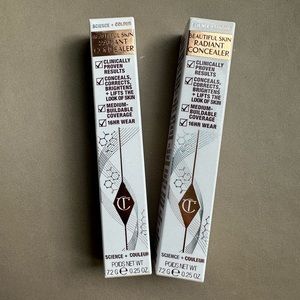 SCIENCE + COLOUR
BEAUTIFUL SKIN
RADIANT
CONCEALER
CLINICALLY
PROVEN
RESULTS
CONCEALS,
CORRECTS,
BRIGHTENS
+ LIFTS THE
LOOK OF SKIN
MEDIUM-
BUILDABLE
COVERAGE
16HR WEAR
CT
SCIENCE + COULEUR
POIDS NET WT
7.2 G e 0.25 OZ.
BEAUTIFUL SKIN
RADIANT
CONCEALER
CLINICALLY
PROVEN
RESULTS
CONCEALS,
CORRECTS,
BRIGHTENS
+ LIFTS THE
LOOK OF SKIN
MEDIUM-
BUILDABLE
COVERAGE
16HR WEAR
CT
SCIENCE + COULEUR
POIDS NET WT
7.2 G e 0.25 OZ.